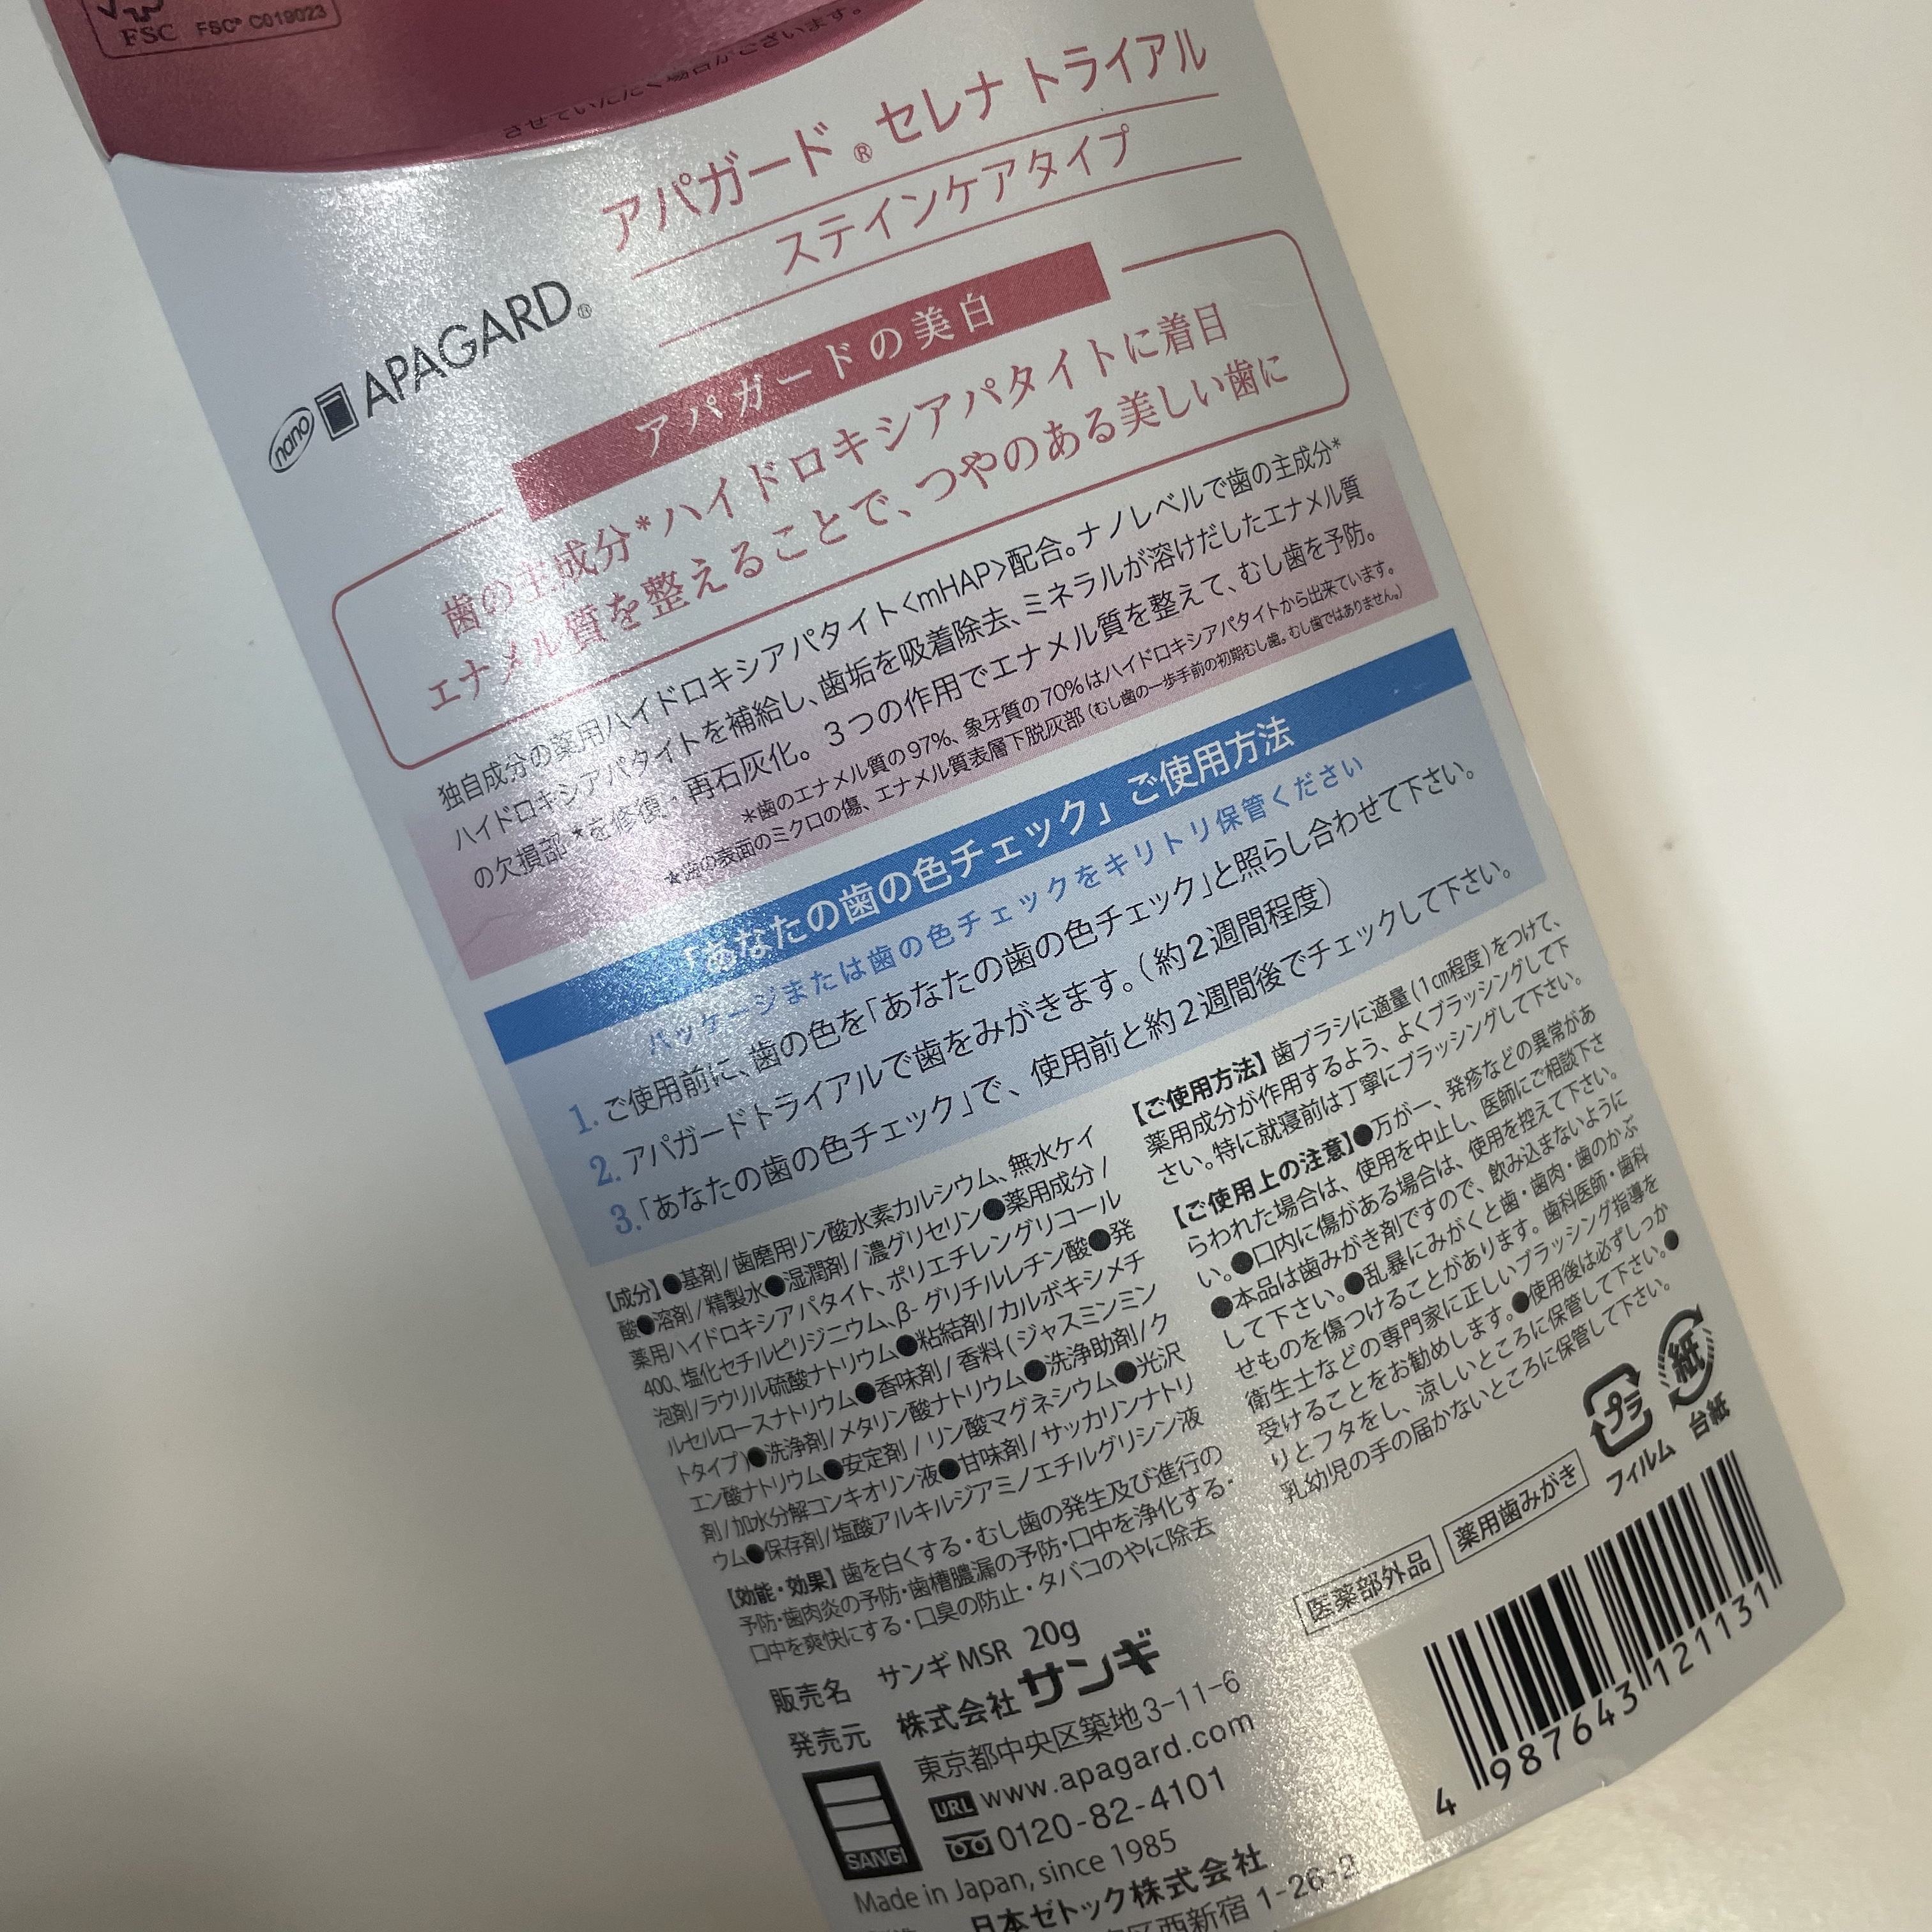 FSC FSC® C019023
させていただく場合がございます。
アパガード® セレナ トライアル
ステインケアタイプ
nano APAGARD®
アパガードの美白
歯の主成分*ハイドロキシアパタイトに着目
エナメル質を整えることで、つやのある美しい歯に
独自成分の薬用ハイドロキシアパタイト<mHAP>配合。ナノレベルで歯の主成分*
ハイドロキシアパタイトを補給し、歯垢を吸着除去、ミネラルが溶けだしたエナメル質
の欠損部★を修復・再石灰化。3つの作用でエナメル質を整えて、むし歯を予防。
*歯のエナメル質の97%、象牙質の70%はハイドロキシアパタイトから出来ています。
★歯の表面のミクロの傷、エナメル質表層下脱灰部(むし歯の一歩手前の初期むし歯。むし歯ではありません。)
「あなたの歯の色チェック」ご使用方法
パッケージまたは歯の色チェックをキリトリ保管ください
1. ご使用前に、歯の色を「あなたの歯の色チェック」と照らし合わせて下さい。
2. アパガードトライアルで歯をみがきます。(約2週間程度)
3.「あなたの歯の色チェック」で、使用前と約2週間後でチェックして下さい。
【成分】●基剤/歯磨用リン酸水素カルシウム、無水ケイ
酸●溶剤/精製水●湿潤剤/濃グリセリン●薬用成分/
薬用ハイドロキシアパタイト、ポリエチレングリコール
400、塩化セチルピリジニウム、β-グリチルレチン酸●発
泡剤/ラウリル硫酸ナトリウム●粘結剤/カルボキシメチ
ルセルロースナトリウム●香味剤/香料(ジャスミンミン
トタイプ)●洗浄剤/メタリン酸ナトリウム●洗浄助剤/ク
エン酸ナトリウム●安定剤/リン酸マグネシウム●光沢
剤/加水分解コンキオリン液●甘味剤/サッカリンナトリ
ウム●保存剤/塩酸アルキルジアミノエチルグリシン液
【効能・効果】歯を白くする・むし歯の発生及び進行の
予防・歯肉炎の予防・歯槽膿漏の予防・口中を浄化する・
口中を爽快にする・口臭の防止・タバコのやに除去
【ご使用方法】歯ブラシに適量(1cm程度)をつけて、
薬用成分が作用するよう、よくブラッシングして下
さい。特に就寝前は丁寧にブラッシングして下さい。
【ご使用上の注意】●万が一、発疹などの異常があ
らわれた場合は、使用を中止し、医師にご相談下さ
い。●口内に傷がある場合は、使用を控えて下さい。
●本品は歯みがき剤ですので、飲み込まないように
して下さい。●乱暴にみがくと歯・歯肉・歯のかぶ
せものを傷つけることがあります。歯科医師・歯科
衛生士などの専門家に正しいブラッシング指導を
受けることをお勧めします。●使用後は必ずしっか
りとフタをし、涼しいところに保管して下さい。●
乳幼児の手の届かないところに保管して下さい。
プラ フィルム
紙 台紙
医薬部外品 薬用歯みがき
販売名 サンギ MSR 20g
発売元 株式会社サンギ
東京都中央区築地3-11-6
URL www.apagard.com
0120-82-4101
SANGI
Made in Japan, since 1985
日本ゼトック株式会社
区西新宿 1-26-2
4 987643 121131